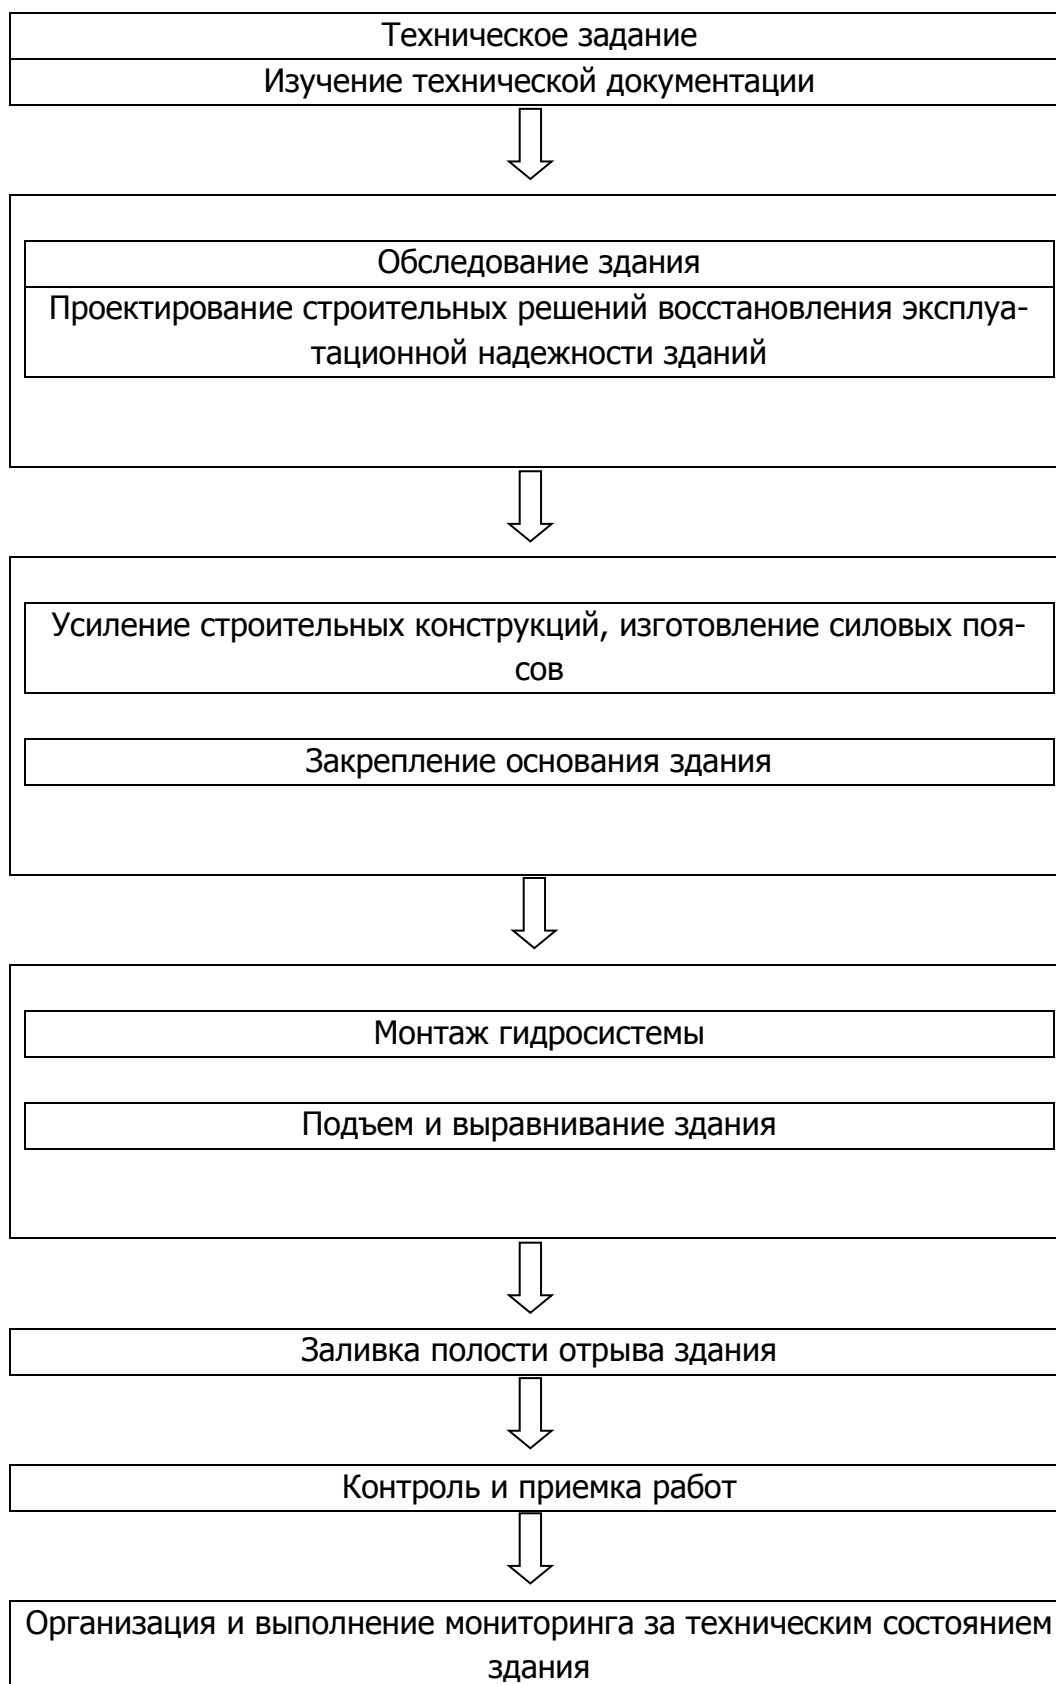 Техническое задание
Изучение технической документации
Обследование здания
Проектирование строительных решений восстановления эксплуа-
тационной надежности зданий
Усиление строительных конструкций, изготовление силовых поя-
сов
Закрепление основания здания
Монтаж гидросистемы
Подъем и выравнивание здания
Заливка полости отрыва здания
Контроль и приемка работ
Организация и выполнение мониторинга за техническим состоянием
здания